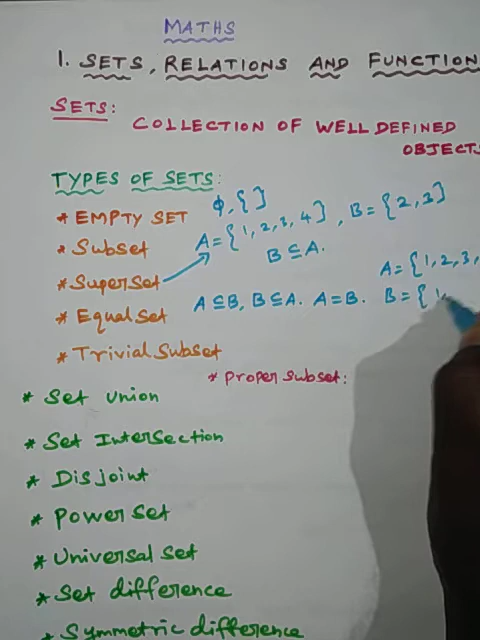 MATHS
1. SETS, RELATIONS AND FUNCTION
SETS:
COLLECTION OF WELL DEFINED
OBJECTS
TYPES OF SETS:
* EMPTY SET ϕ, { }
* Subset A = { 1, 2, 3, 4 }, B = { 2, 3 }
* Superset B ⊆ A.
A = { 1, 2, 3,
* Equal set A ⊆ B, B ⊆ A. A = B. B = { 1,
* Trivial Subset
* Proper subset:
* Set union
* Set Intersection
* Disjoint
* Power set
* Universal set
* Set difference
* Symmetric difference